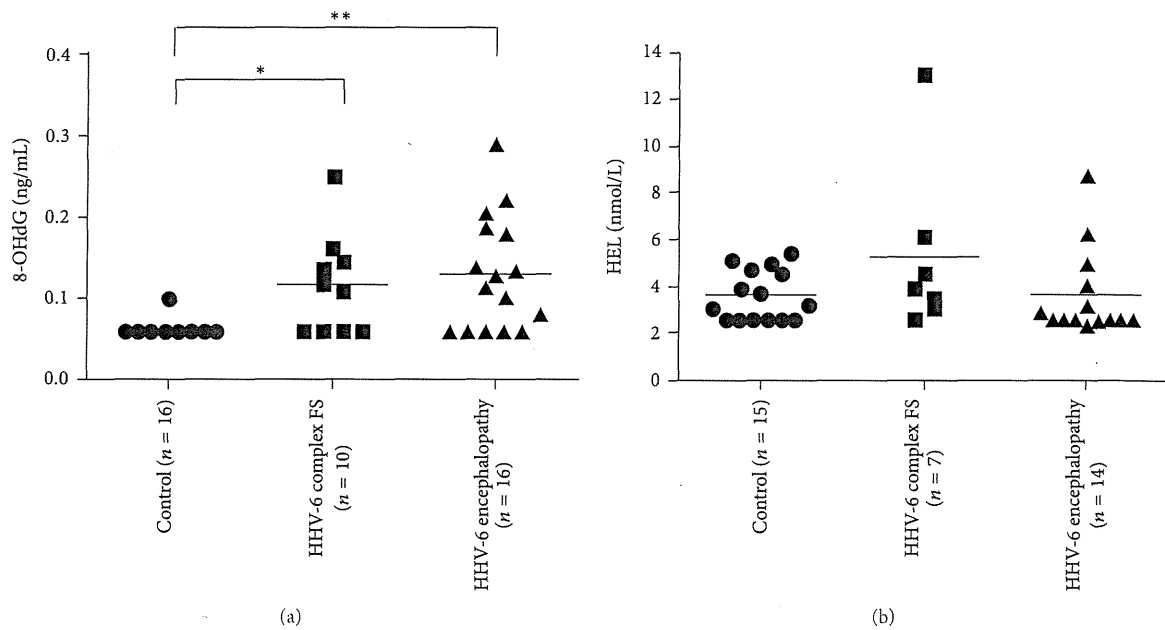 **
*
0.4
0.3
0.2
0.1
0.0
8-OHdG (ng/mL)
Control (n = 16)
HHV-6 complex FS
(n = 10)
HHV-6 encephalopathy
(n = 16)
(a)
14
12
10
8
6
4
2
0
HEL (nmol/L)
Control (n = 15)
HHV-6 complex FS
(n = 7)
HHV-6 encephalopathy
(n = 14)
(b)